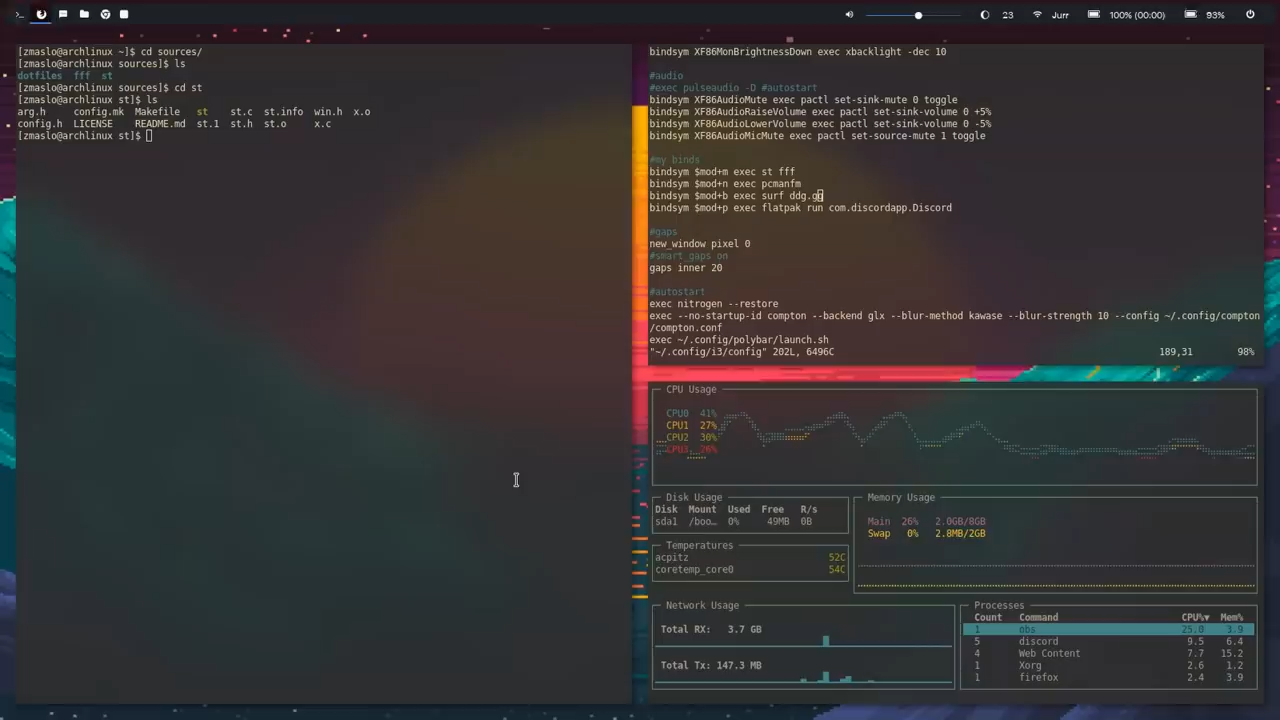 23 Jurr 100% (00:00) 93%
[zmaslo@archlinux ~]$ cd sources/
[zmaslo@archlinux sources]$ ls
dotfiles  fff  st
[zmaslo@archlinux sources]$ cd st
[zmaslo@archlinux st]$ ls
arg.h     config.mk  Makefile   st    st.c  st.info  win.h  x.o
config.h  LICENSE    README.md  st.1  st.h  st.o     x.c
[zmaslo@archlinux st]$
bindsym XF86MonBrightnessDown exec xbacklight -dec 10
#audio
#exec pulseaudio -D #autostart
bindsym XF86AudioMute exec pactl set-sink-mute 0 toggle
bindsym XF86AudioRaiseVolume exec pactl set-sink-volume 0 +5%
bindsym XF86AudioLowerVolume exec pactl set-sink-volume 0 -5%
bindsym XF86AudioMicMute exec pactl set-source-mute 1 toggle
#my binds
bindsym $mod+m exec st fff
bindsym $mod+n exec pcmanfm
bindsym $mod+b exec surf ddg.gg
bindsym $mod+p exec flatpak run com.discordapp.Discord
#gaps
new_window pixel 0
#smart_gaps on
gaps inner 20
#autostart
exec nitrogen --restore
exec --no-startup-id compton --backend glx --blur-method kawase --blur-strength 10 --config ~/.config/compton
/compton.conf
exec ~/.config/polybar/launch.sh
"~/.config/i3/config" 202L, 6496C 189,31 98%
CPU Usage
CPU0 41%
CPU1 27%
CPU2 30%
CPU3 26%
Disk Usage
Disk Mount Used Free R/s
sda1 /boo… 0% 49MB 0B
Temperatures
acpitz 52C
coretemp_core0 54C
Memory Usage
Main 26% 2.0GB/8GB
Swap 0% 2.8MB/2GB
Network Usage
Total RX: 3.7 GB
Total Tx: 147.3 MB
Processes
Count Command CPU%▼ Mem%
1 obs 25.0 3.9
5 discord 9.5 6.4
4 Web Content 7.7 15.2
1 Xorg 2.6 1.2
1 firefox 2.4 3.9